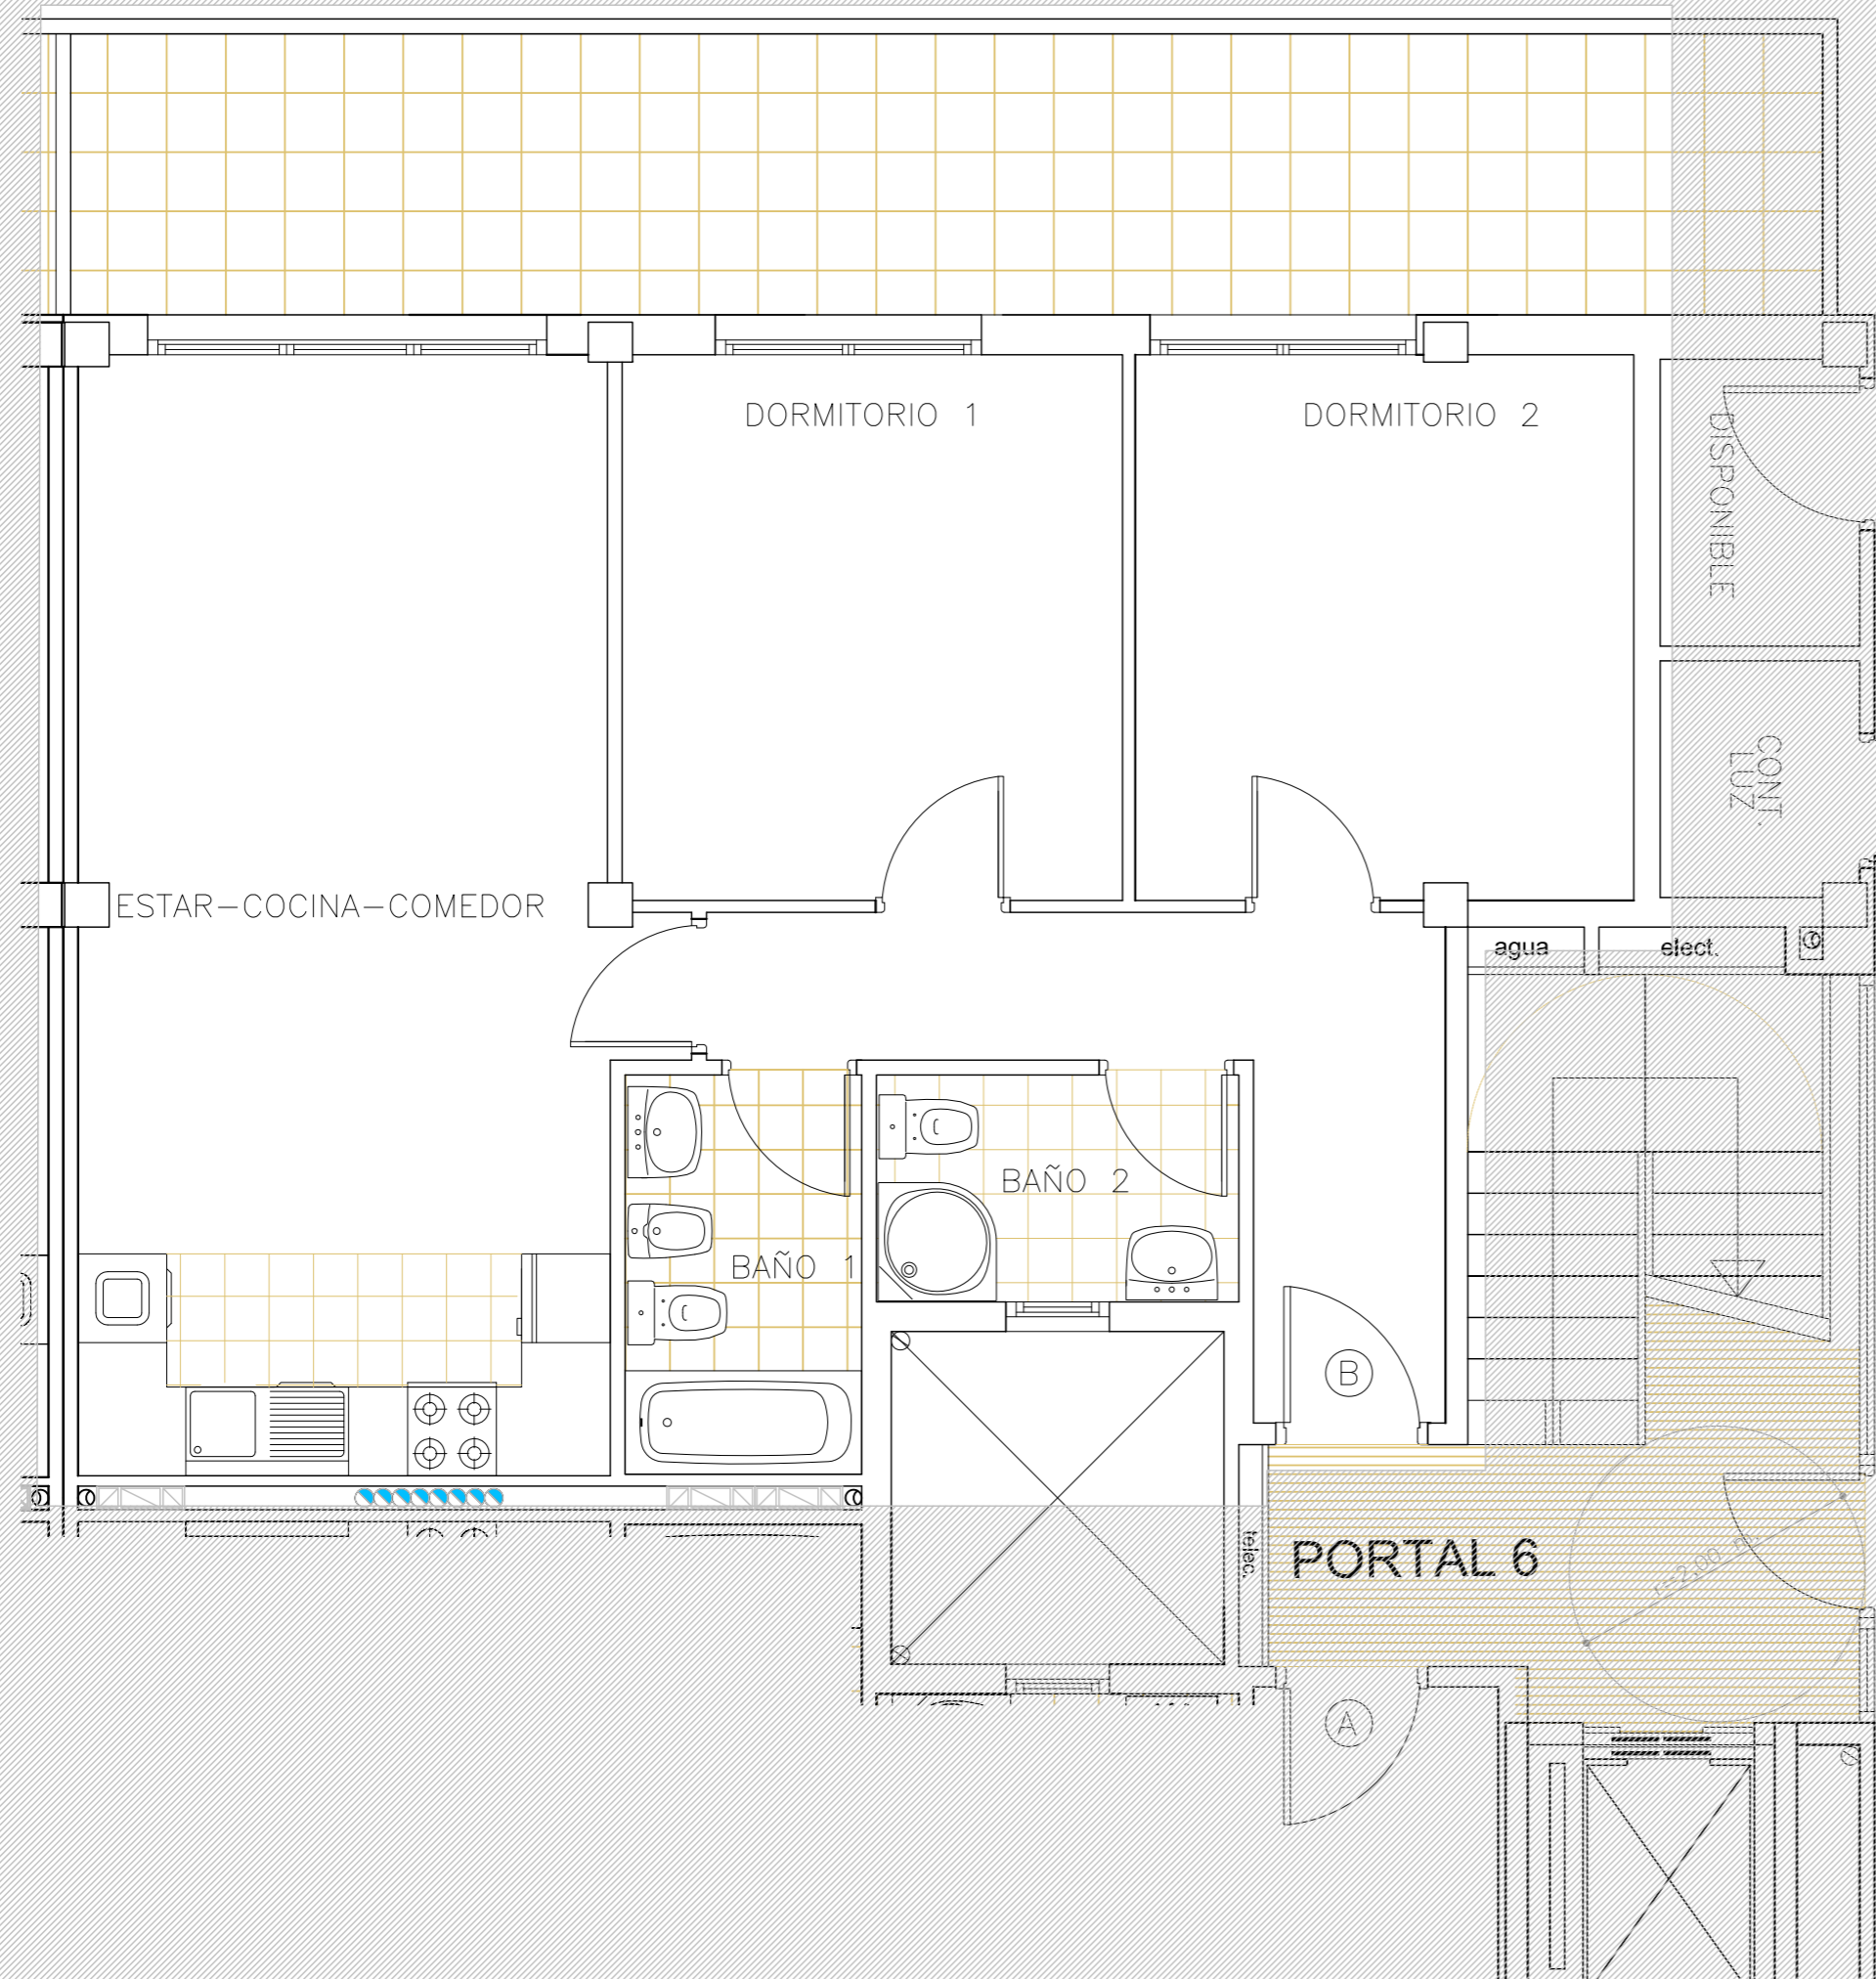 DORMITORIO 1
DORMITORIO 2
DISPONIBLE
CONT.
LUZ
ESTAR-COCINA-COMEDOR
agua
elect.
BAÑO 2
BAÑO 1
B
telec.
PORTAL 6
A